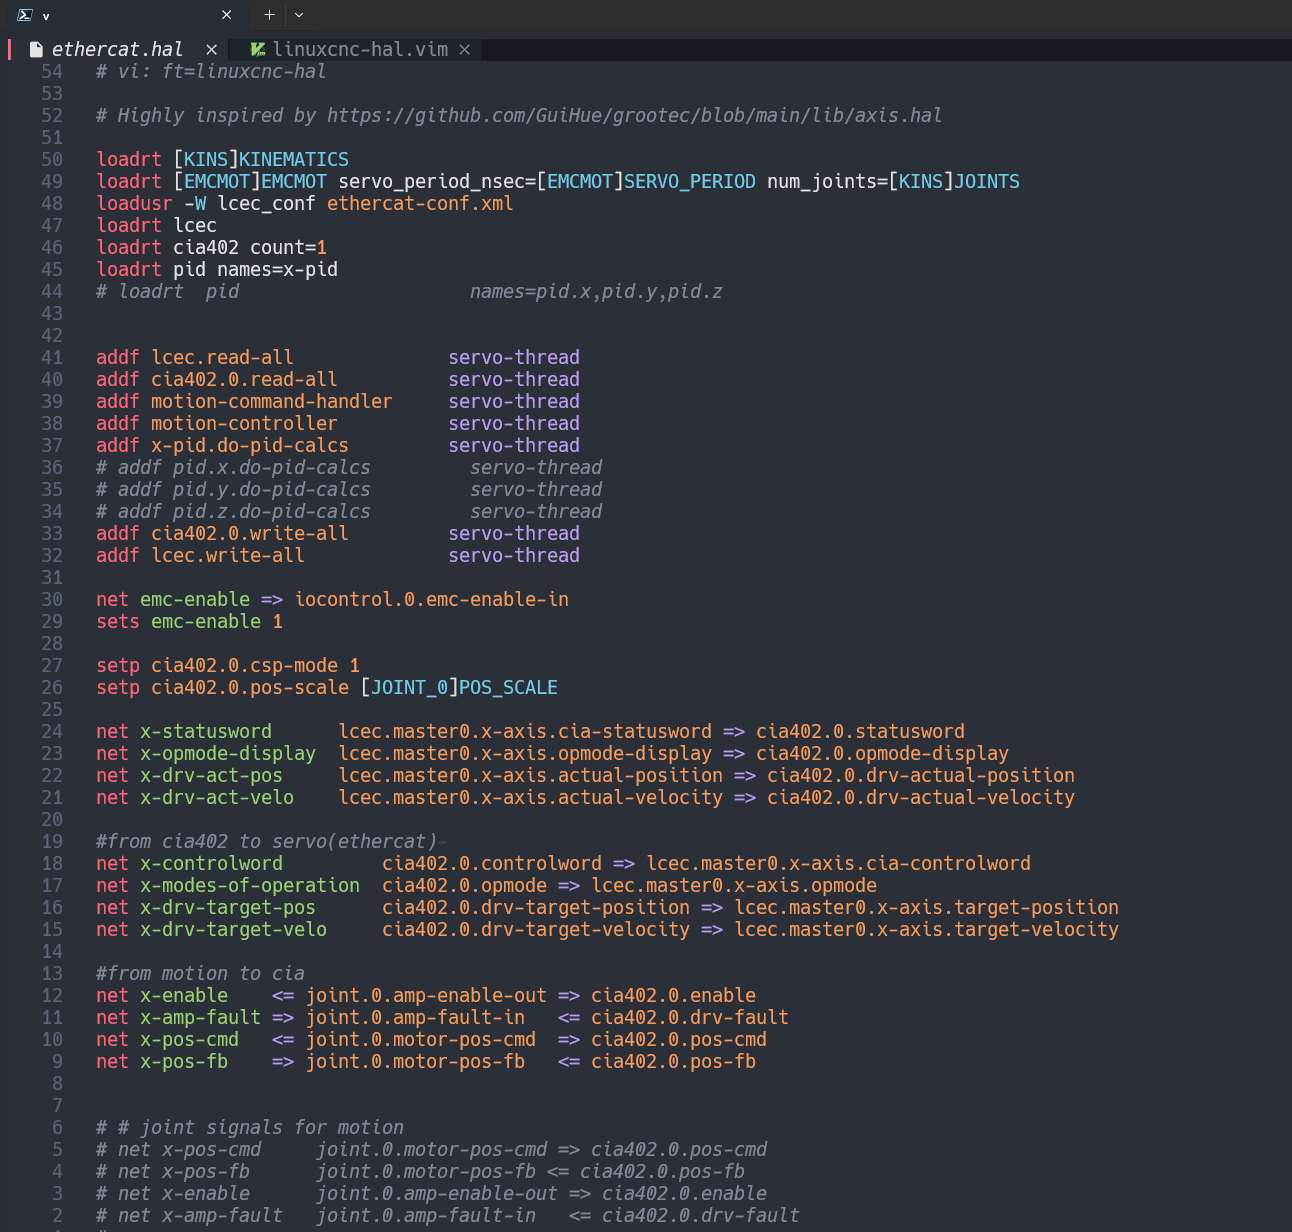 v
ethercat.hal linuxcnc-hal.vim
54 # vi: ft=linuxcnc-hal
53
52 # Highly inspired by https://github.com/GuiHue/grootec/blob/main/lib/axis.hal
51
50 loadrt [KINS]KINEMATICS
49 loadrt [EMCMOT]EMCMOT servo_period_nsec=[EMCMOT]SERVO_PERIOD num_joints=[KINS]JOINTS
48 loadusr -W lcec_conf ethercat-conf.xml
47 loadrt lcec
46 loadrt cia402 count=1
45 loadrt pid names=x-pid
44 # loadrt  pid                     names=pid.x,pid.y,pid.z
43
42
41 addf lcec.read-all              servo-thread
40 addf cia402.0.read-all          servo-thread
39 addf motion-command-handler     servo-thread
38 addf motion-controller          servo-thread
37 addf x-pid.do-pid-calcs         servo-thread
36 # addf pid.x.do-pid-calcs         servo-thread
35 # addf pid.y.do-pid-calcs         servo-thread
34 # addf pid.z.do-pid-calcs         servo-thread
33 addf cia402.0.write-all         servo-thread
32 addf lcec.write-all             servo-thread
31
30 net emc-enable => iocontrol.0.emc-enable-in
29 sets emc-enable 1
28
27 setp cia402.0.csp-mode 1
26 setp cia402.0.pos-scale [JOINT_0]POS_SCALE
25
24 net x-statusword      lcec.master0.x-axis.cia-statusword => cia402.0.statusword
23 net x-opmode-display  lcec.master0.x-axis.opmode-display => cia402.0.opmode-display
22 net x-drv-act-pos     lcec.master0.x-axis.actual-position => cia402.0.drv-actual-position
21 net x-drv-act-velo    lcec.master0.x-axis.actual-velocity => cia402.0.drv-actual-velocity
20
19 #from cia402 to servo(ethercat)-
18 net x-controlword         cia402.0.controlword => lcec.master0.x-axis.cia-controlword
17 net x-modes-of-operation  cia402.0.opmode => lcec.master0.x-axis.opmode
16 net x-drv-target-pos      cia402.0.drv-target-position => lcec.master0.x-axis.target-position
15 net x-drv-target-velo     cia402.0.drv-target-velocity => lcec.master0.x-axis.target-velocity
14
13 #from motion to cia
12 net x-enable    <= joint.0.amp-enable-out => cia402.0.enable
11 net x-amp-fault => joint.0.amp-fault-in   <= cia402.0.drv-fault
10 net x-pos-cmd   <= joint.0.motor-pos-cmd  => cia402.0.pos-cmd
9 net x-pos-fb    => joint.0.motor-pos-fb   <= cia402.0.pos-fb
8
7
6 # # joint signals for motion
5 # net x-pos-cmd     joint.0.motor-pos-cmd => cia402.0.pos-cmd
4 # net x-pos-fb      joint.0.motor-pos-fb <= cia402.0.pos-fb
3 # net x-enable      joint.0.amp-enable-out => cia402.0.enable
2 # net x-amp-fault   joint.0.amp-fault-in   <= cia402.0.drv-fault